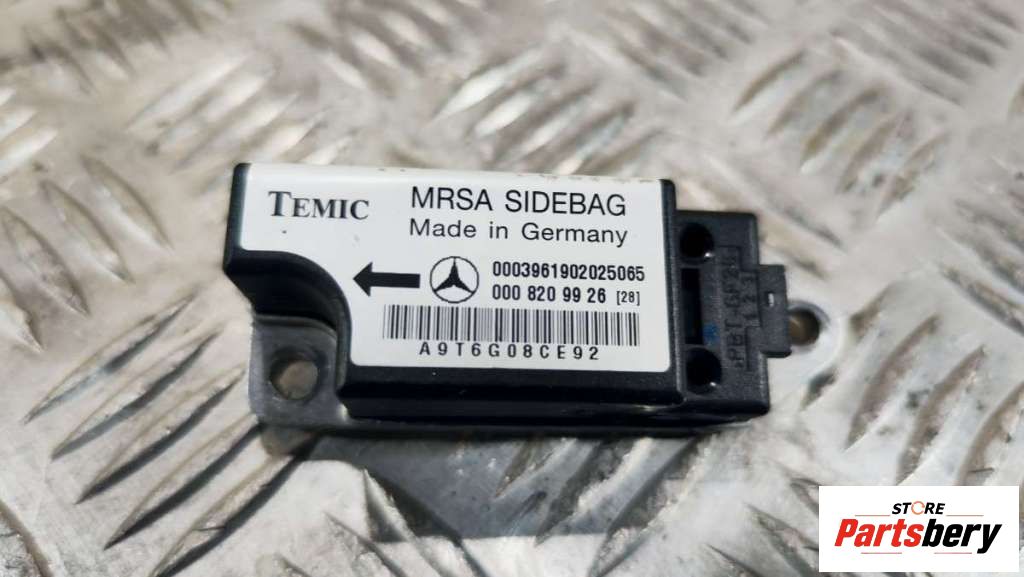 TEMIC
MRSA SIDEBAG
Made in Germany
0003961902025065
000 820 99 26 [28]
A9T6G08CE92
STORE
Partsbery